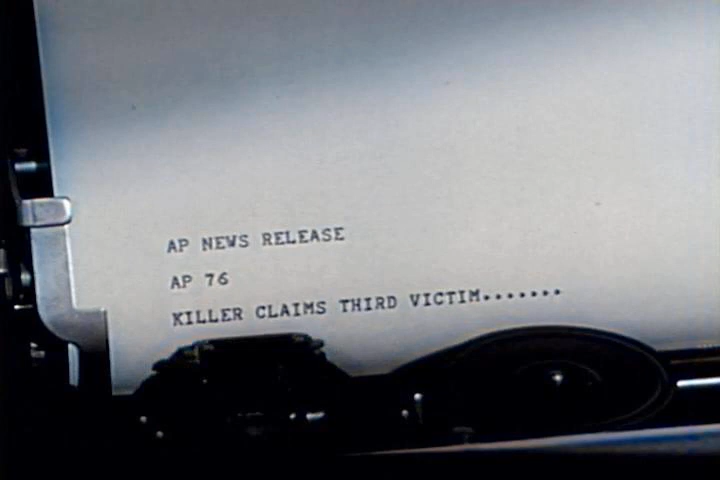 AP NEWS RELEASE
AP 76
KILLER CLAIMS THIRD VICTIM.......